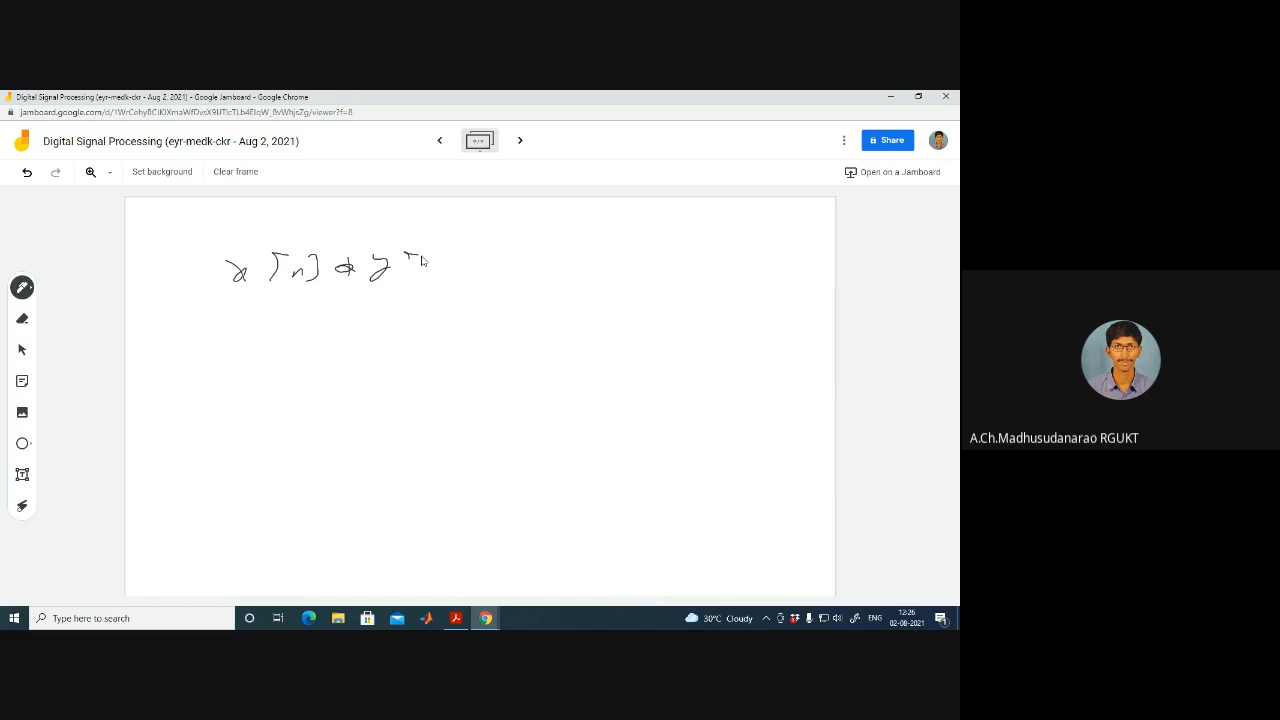 Digital Signal Processing (eyr-medk-ckr - Aug 2, 2021) - Google Jamboard - Google Chrome
Digital Signal Processing (eyr-medk-ckr - Aug 2, 2021)
Share
Set background
Clear frame
Open on a Jamboard
x [n] * y [
A.Ch.Madhusudanarao RGUKT
Type here to search
30°C Cloudy
ENG
12:26
02-08-2021